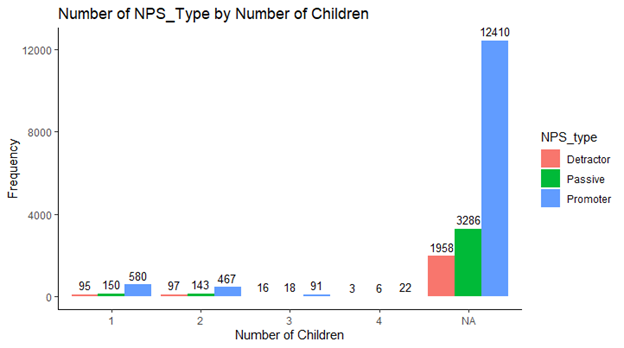 Number of NPS_Type by Number of Children
12410
12000
8000
4000
0
Frequency
95 150 580
97 143 467
16 18 91
3 6 22
1958 3286
1 2 3 4 NA
Number of Children
NPS_type
Detractor
Passive
Promoter